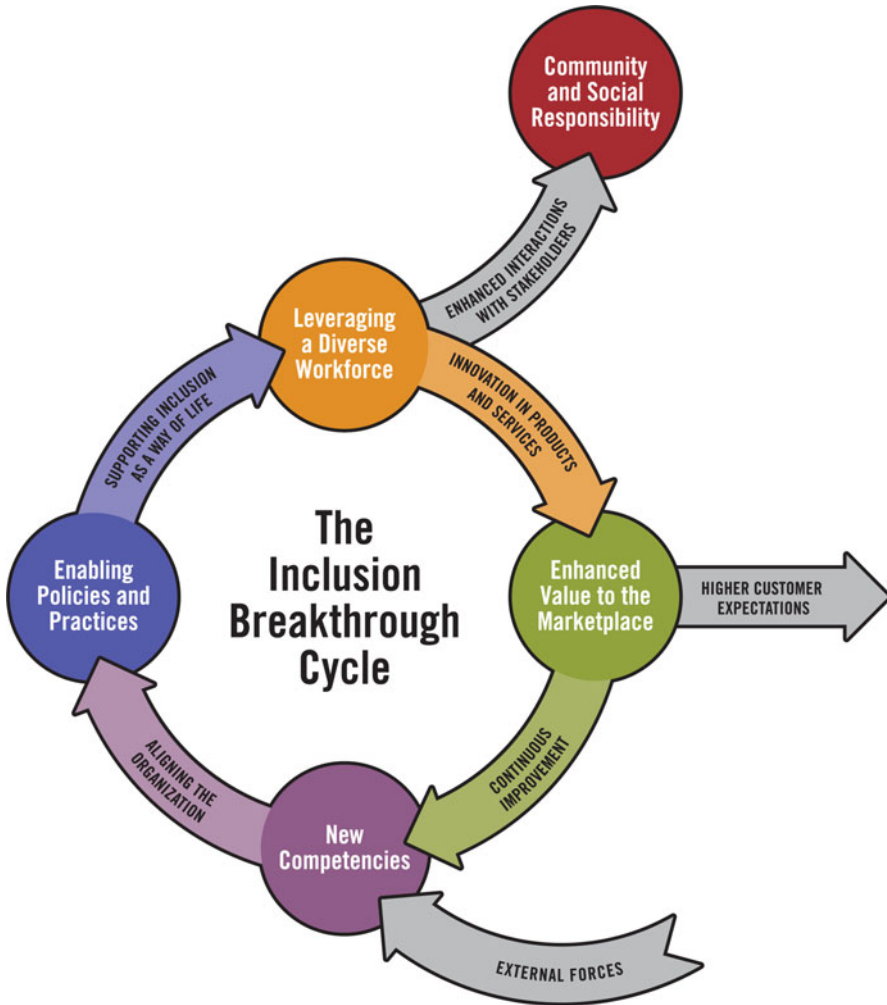 Community
and Social
Responsibility
ENHANCED INTERACTIONS
WITH STAKEHOLDERS
Leveraging
a Diverse
Workforce
INNOVATION IN PRODUCTS
AND SERVICES
SUPPORTING INCLUSION
AS A WAY OF LIFE
The
Inclusion
Breakthrough
Cycle
Enabling
Policies and
Practices
Enhanced
Value to the
Marketplace
HIGHER CUSTOMER
EXPECTATIONS
CONTINUOUS
IMPROVEMENT
ALIGNING THE
ORGANIZATION
New
Competencies
EXTERNAL FORCES